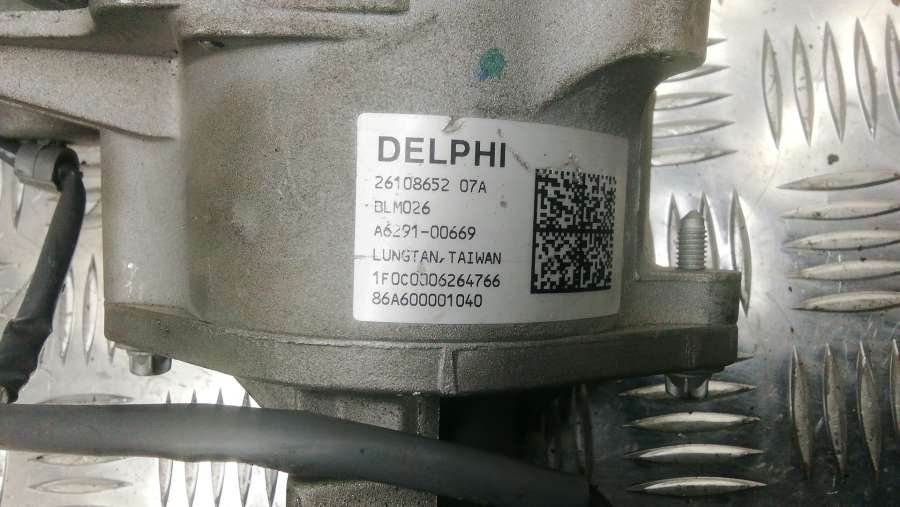 DELPHI
26108652 07A
BLM026
A6291-00669
LUNGTAN, TAIWAN
1F0C0006264766
86A600001040